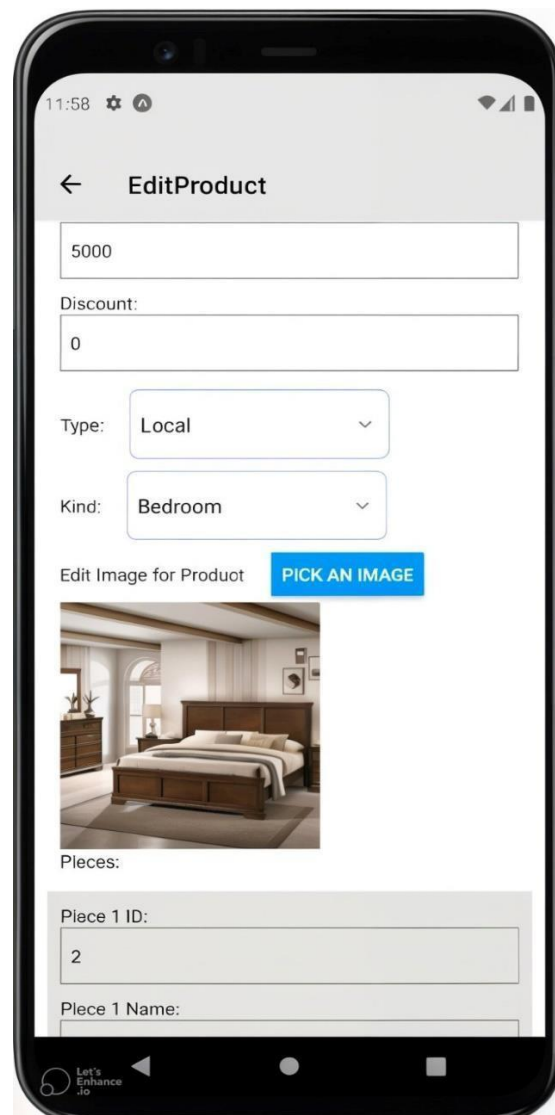 11:58
EditProduct
5000
Discount:
0
Type: Local
Kind: Bedroom
Edit Image for Product PICK AN IMAGE
Pieces:
Piece 1 ID:
2
Piece 1 Name:
Let's
Enhance
.io